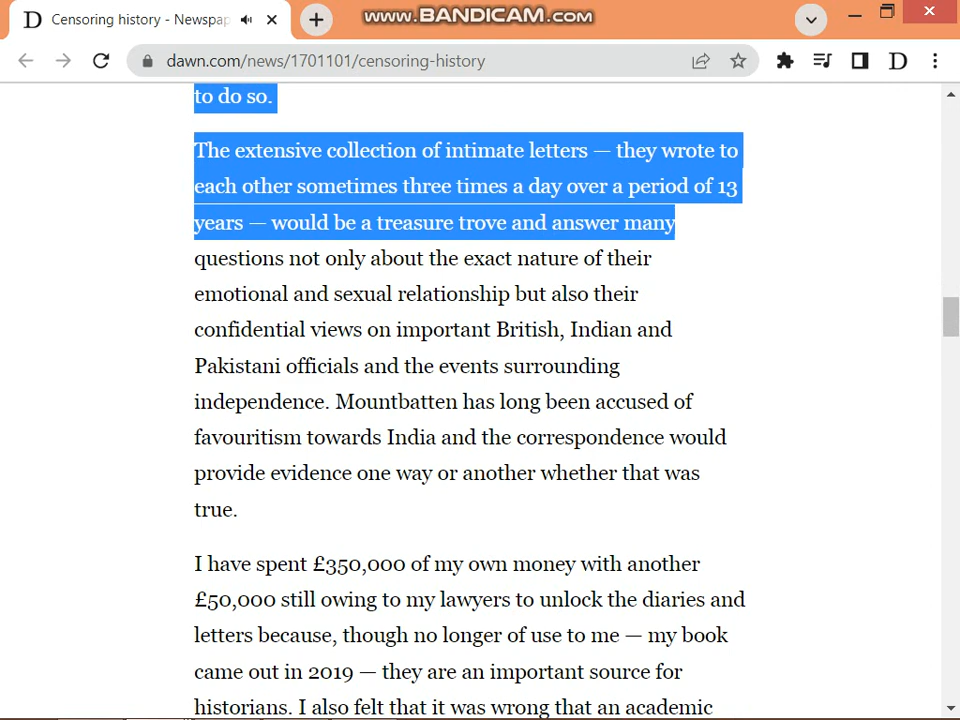 D Censoring history - Newspap
www.BANDICAM.com
dawn.com/news/1701101/censoring-history
D
to do so.
The extensive collection of intimate letters — they wrote to
each other sometimes three times a day over a period of 13
years — would be a treasure trove and answer many
questions not only about the exact nature of their
emotional and sexual relationship but also their
confidential views on important British, Indian and
Pakistani officials and the events surrounding
independence. Mountbatten has long been accused of
favouritism towards India and the correspondence would
provide evidence one way or another whether that was
true.
I have spent £350,000 of my own money with another
£50,000 still owing to my lawyers to unlock the diaries and
letters because, though no longer of use to me — my book
came out in 2019 — they are an important source for
historians. I also felt that it was wrong that an academic